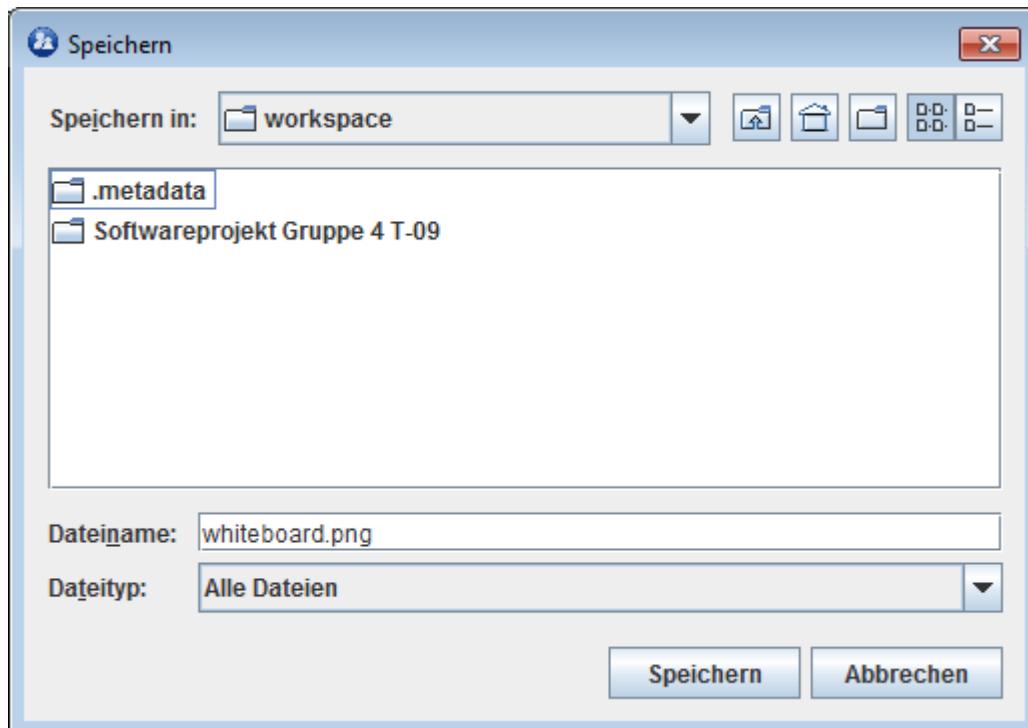 Speichern
Speichern in: workspace
.metadata
Softwareprojekt Gruppe 4 T-09
Dateiname: whiteboard.png
Dateityp: Alle Dateien
Speichern Abbrechen